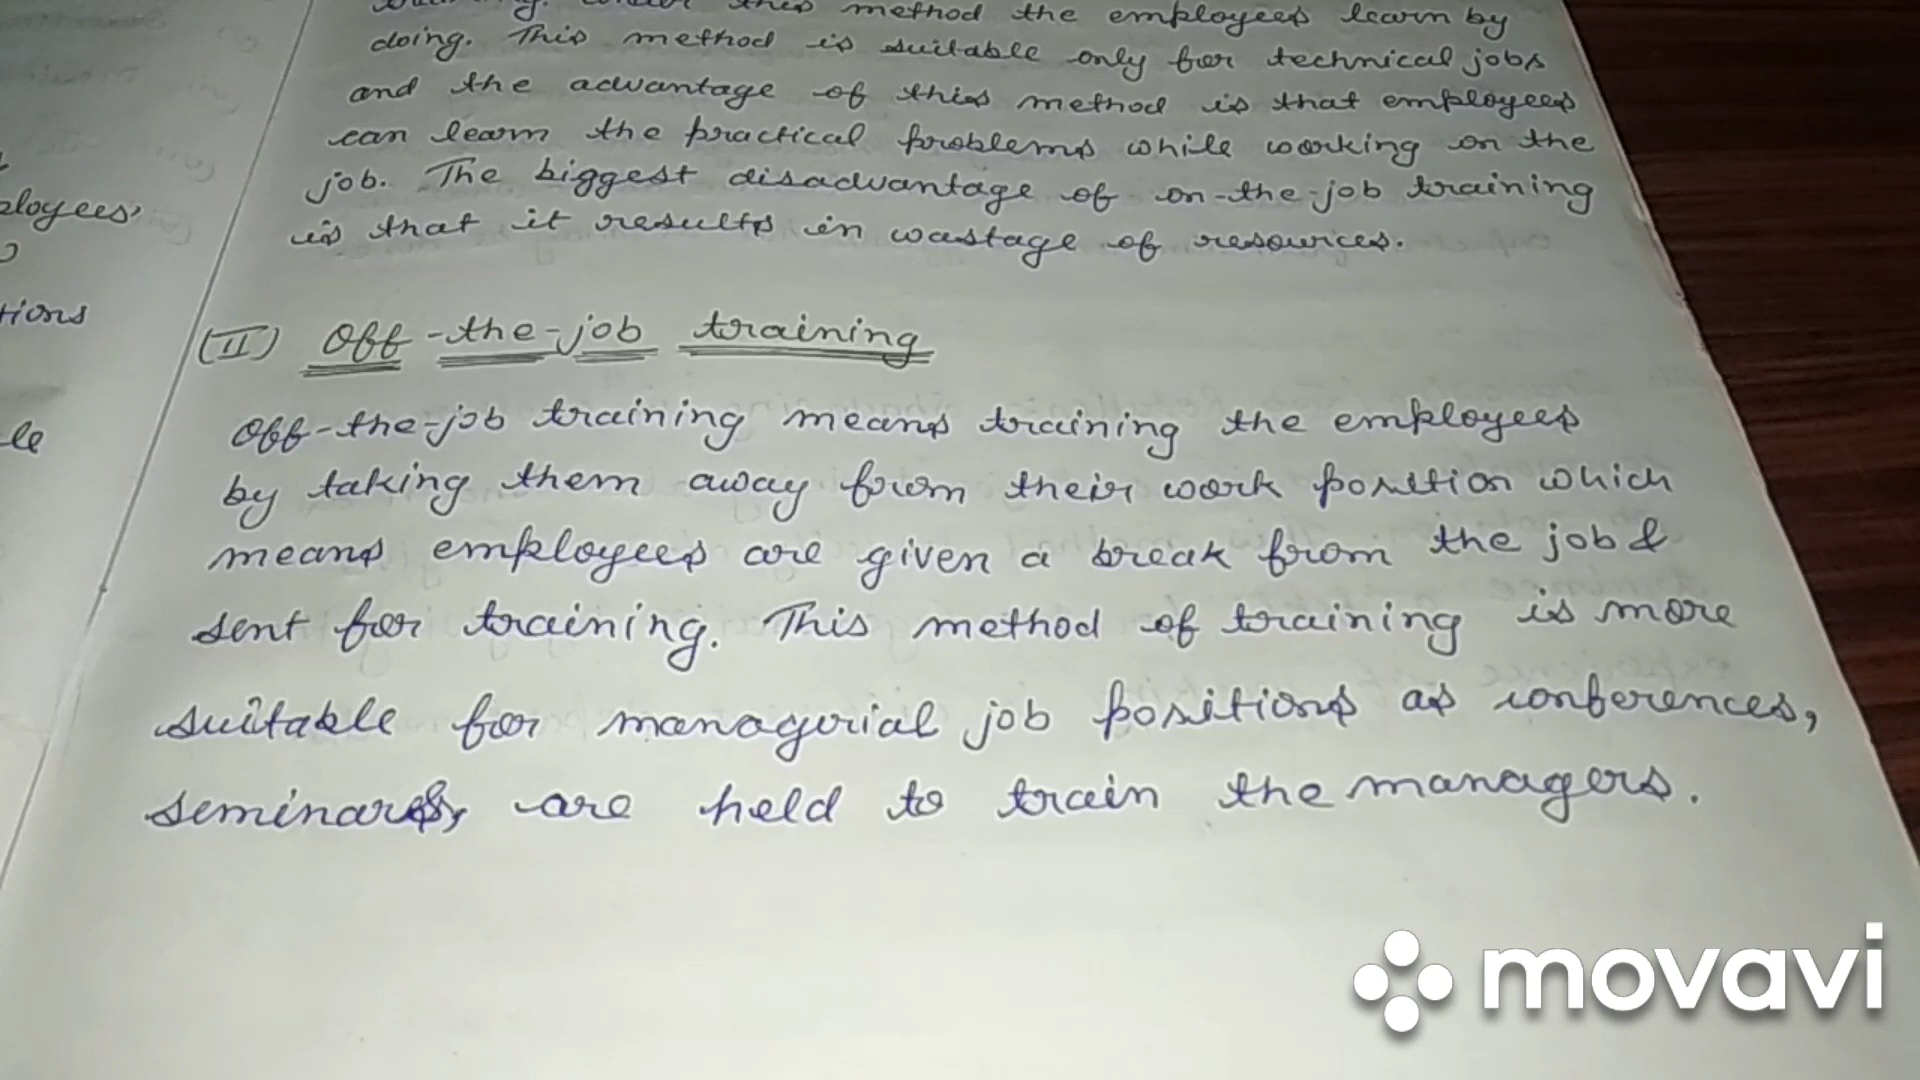 this method the employees learn by
doing. This method is suitable only for technical jobs
and the advantage of this method is that employees
can learn the practical problems while working on the
job. The biggest disadvantage of on-the-job training
is that it results in wastage of resources.
(II) Off-the-job training
Off-the-job training means training the employees
by taking them away from their work position which
means employees are given a break from the job &
sent for training. This method of training is more
suitable for managerial job positions as conferences,
seminars, are held to train the managers.
ployees'
tions
le
movavi